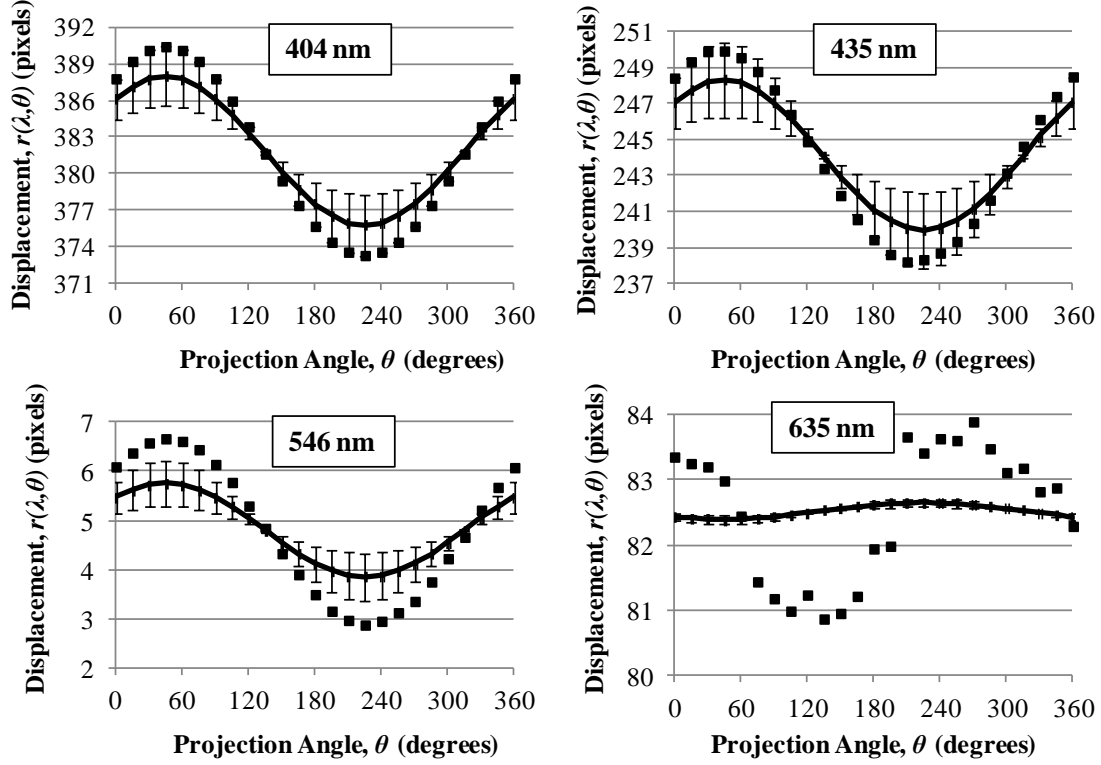 Displacement, r(λ,θ) (pixels)
404 nm
392
389
386
383
380
377
374
371
0 60 120 180 240 300 360
Projection Angle, θ (degrees)
Displacement, r(λ,θ) (pixels)
435 nm
251
249
247
245
243
241
239
237
0 60 120 180 240 300 360
Projection Angle, θ (degrees)
Displacement, r(λ,θ) (pixels)
546 nm
7
6
5
4
3
2
0 60 120 180 240 300 360
Projection Angle, θ (degrees)
Displacement, r(λ,θ) (pixels)
635 nm
84
83
82
81
80
0 60 120 180 240 300 360
Projection Angle, θ (degrees)